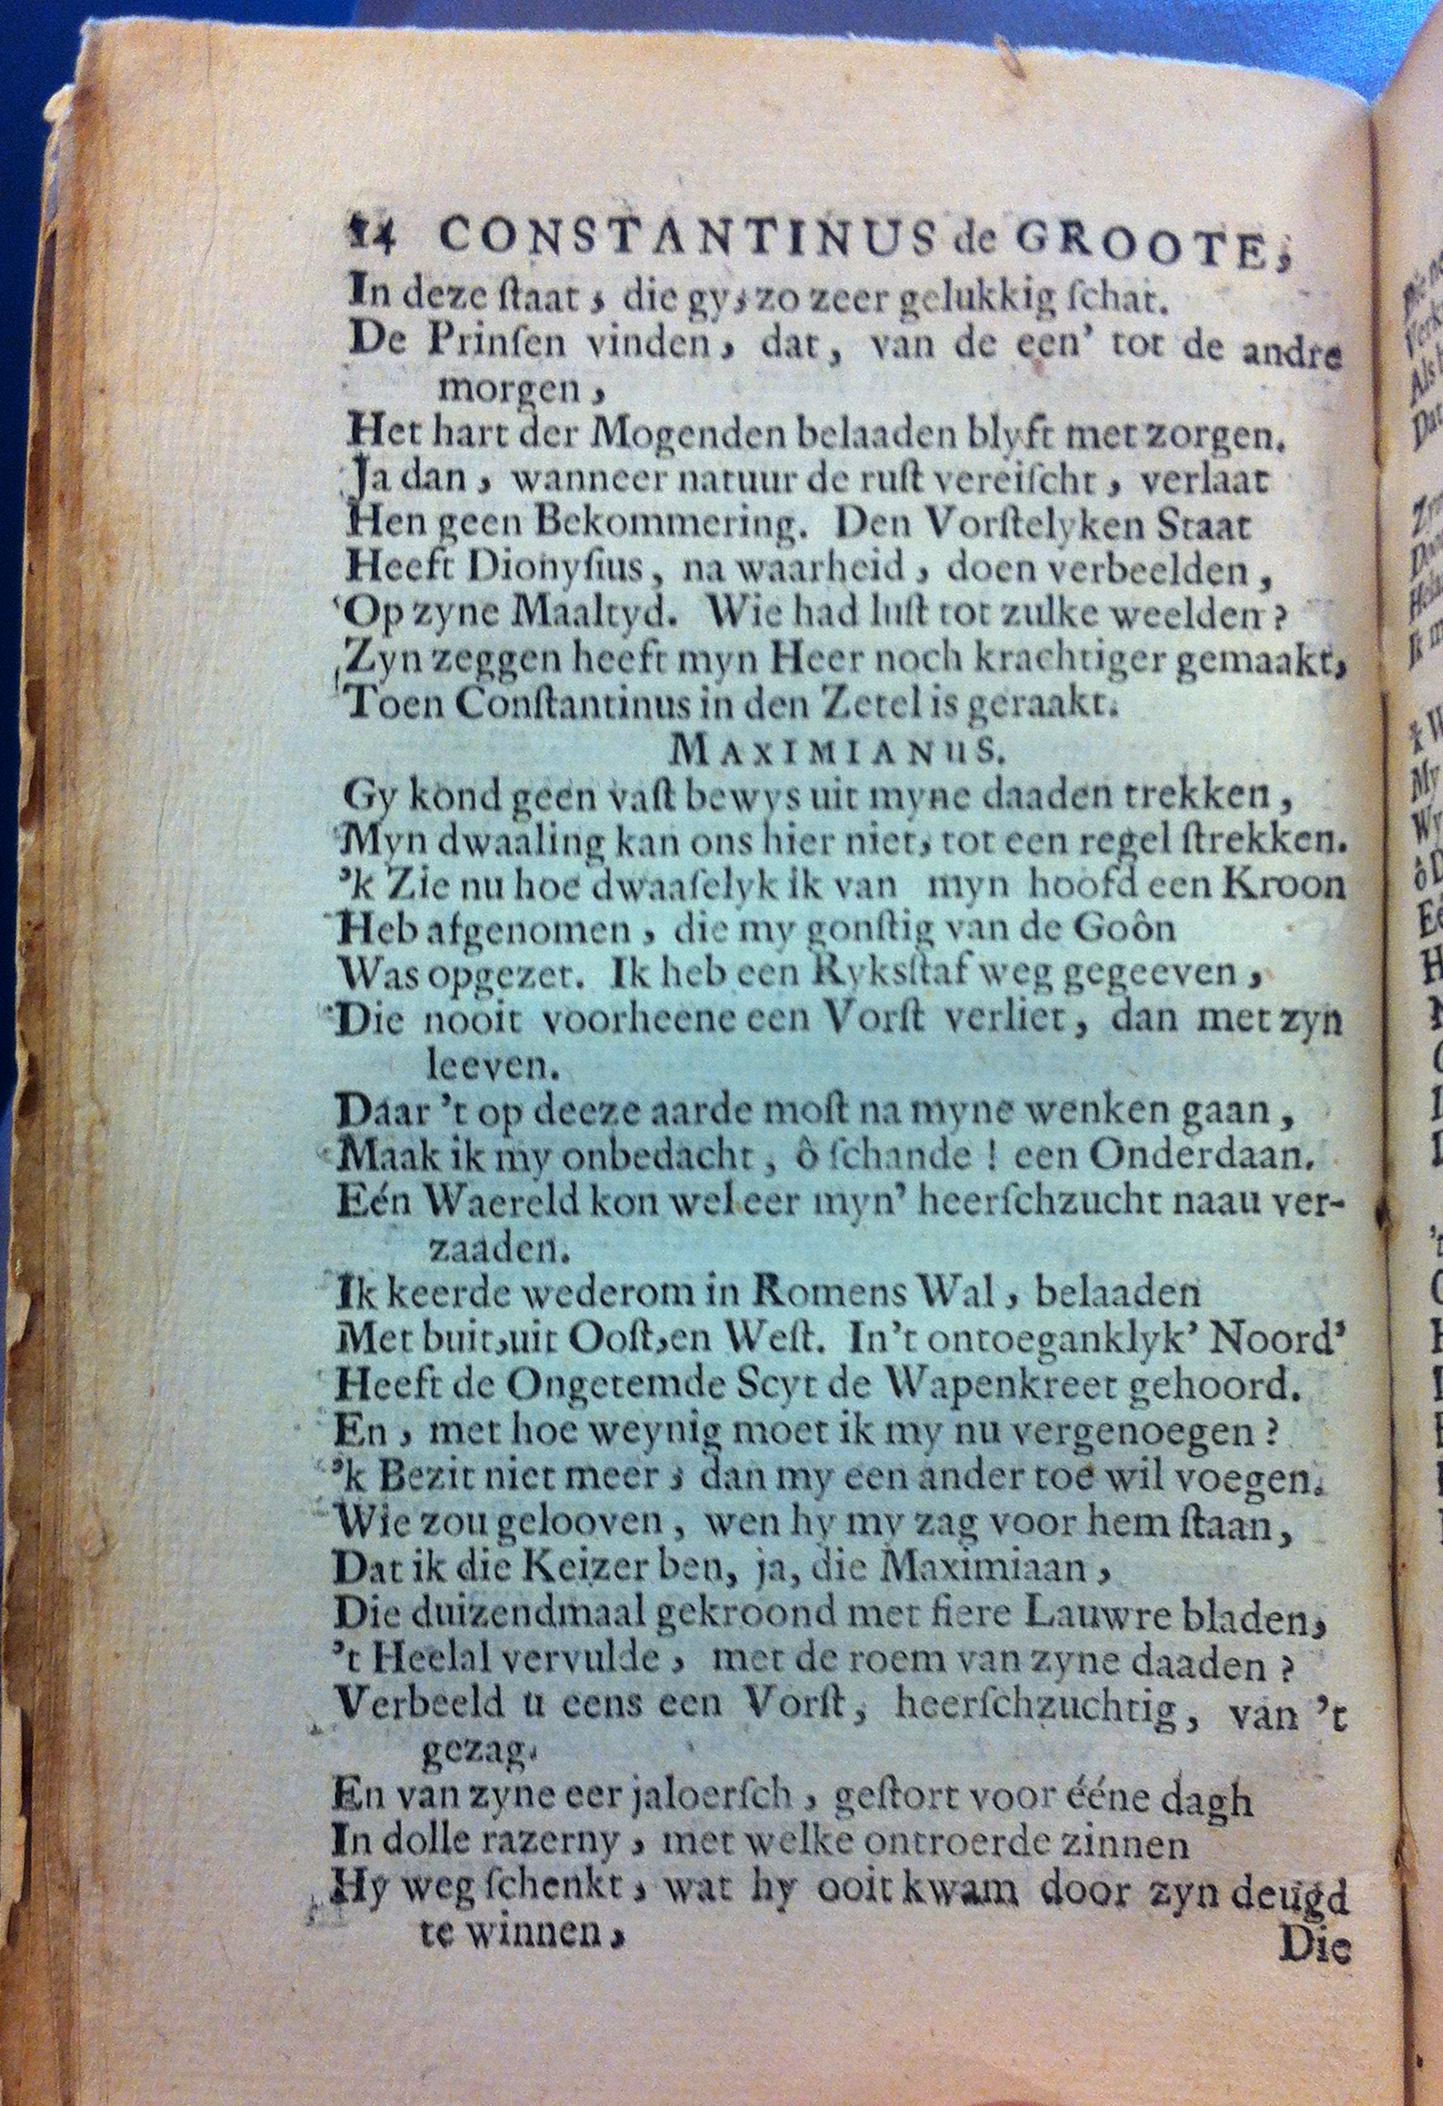 14 CONSTANTINUS de GROOTE,
In deze ſtaat, die gy, zo zeer gelukkig ſchat.
De Prinſen vinden, dat, van de een' tot de andre
morgen,
Het hart der Mogenden belaaden blyft met zorgen.
Ja dan, wanneer natuur de ruſt vereiſcht, verlaat
Hen geen Bekommering. Den Vorſtelyken Staat
Heeft Dionyſius, na waarheid, doen verbeelden,
Op zyne Maaltyd. Wie had luſt tot zulke weelden?
Zyn zeggen heeft myn Heer noch krachtiger gemaakt,
Toen Conſtantinus in den Zetel is geraakt.
MAXIMIANUS.
Gy kond geen vaſt bewys uit myne daaden trekken,
Myn dwaaling kan ons hier niet, tot een regel ſtrekken.
'k Zie nu hoe dwaaſelyk ik van myn hoofd een Kroon
Heb afgenomen, die my gonſtig van de Goôn
Was opgezet. Ik heb een Ryksſtaf weg gegeeven,
Die nooit voorheene een Vorſt verliet, dan met zyn
leeven.
Daar 't op deeze aarde moſt na myne wenken gaan,
Maak ik my onbedacht, ô ſchande! een Onderdaan.
Eén Waereld kon wel eer myn' heerſchzucht naau ver-
zaaden.
Ik keerde wederom in Romens Wal, belaaden
Met buit, uit Ooſt, en Weſt. In't ontoeganklyk' Noord'
Heeft de Ongetemde Scyt de Wapenkreet gehoord.
En, met hoe weynig moet ik my nu vergenoegen?
'k Bezit niet meer, dan my een ander toe wil voegen.
Wie zou gelooven, wen hy my zag voor hem ſtaan,
Dat ik die Keizer ben, ja, die Maximiaan,
Die duizendmaal gekroond met fiere Lauwre bladen,
't Heelal vervulde, met de roem van zyne daaden?
Verbeeld u eens een Vorſt, heerſchzuchtig, van 't
gezag.
En van zyne eer jaloerſch, geſtort voor ééne dagh
In dolle razerny, met welke ontroerde zinnen
Hy weg ſchenkt, wat hy ooit kwam door zyn deugd
te winnen,
Die